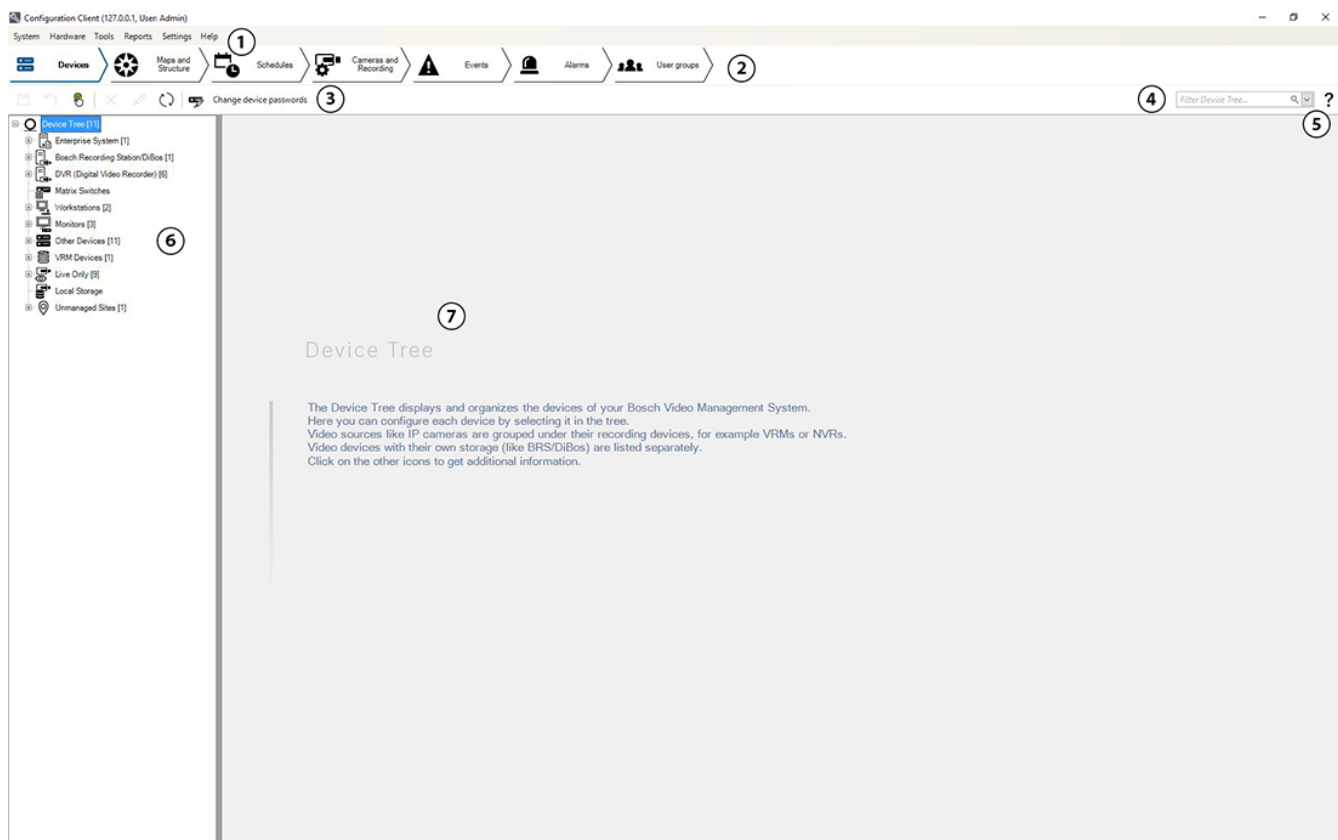 Configuration Client (127.0.0.1, User: Admin)
System Hardware Tools Reports Settings Help
1
Devices
Maps and
Structure
Schedules
Cameras and
Recording
Events
Alarms
User groups
2
Change device passwords
3
4
Filter Device Tree...
?
5
Device Tree [11]
Enterprise System [1]
Bosch Recording Station/DiBos [1]
DVR (Digital Video Recorder) [6]
Matrix Switches
Workstations [2]
Monitors [3]
Other Devices [11]
6
VRM Devices [1]
Live Only [9]
Local Storage
Unmanaged Sites [1]
7
Device Tree
The Device Tree displays and organizes the devices of your Bosch Video Management System.
Here you can configure each device by selecting it in the tree.
Video sources like IP cameras are grouped under their recording devices, for example VRMs or NVRs.
Video devices with their own storage (like BRS/DiBos) are listed separately.
Click on the other icons to get additional information.